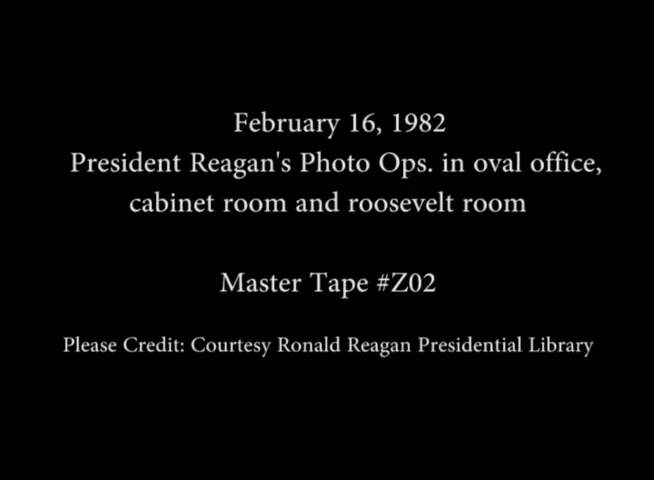 February 16, 1982
President Reagan's Photo Ops. in oval office,
cabinet room and roosevelt room
Master Tape #Z02
Please Credit: Courtesy Ronald Reagan Presidential Library